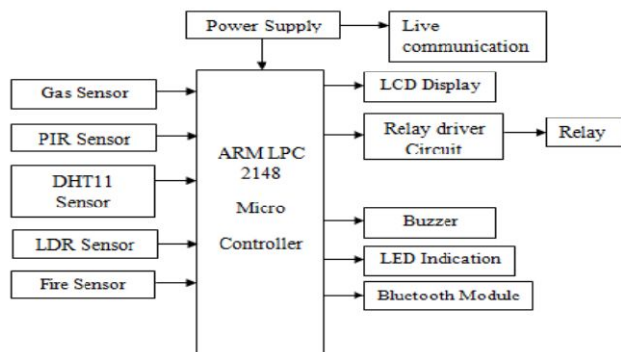 Power Supply
Live
communication
Gas Sensor
PIR Sensor
DHT11
Sensor
LDR Sensor
Fire Sensor
ARM LPC
2148
Micro
Controller
LCD Display
Relay driver
Circuit
Relay
Buzzer
LED Indication
Bluetooth Module